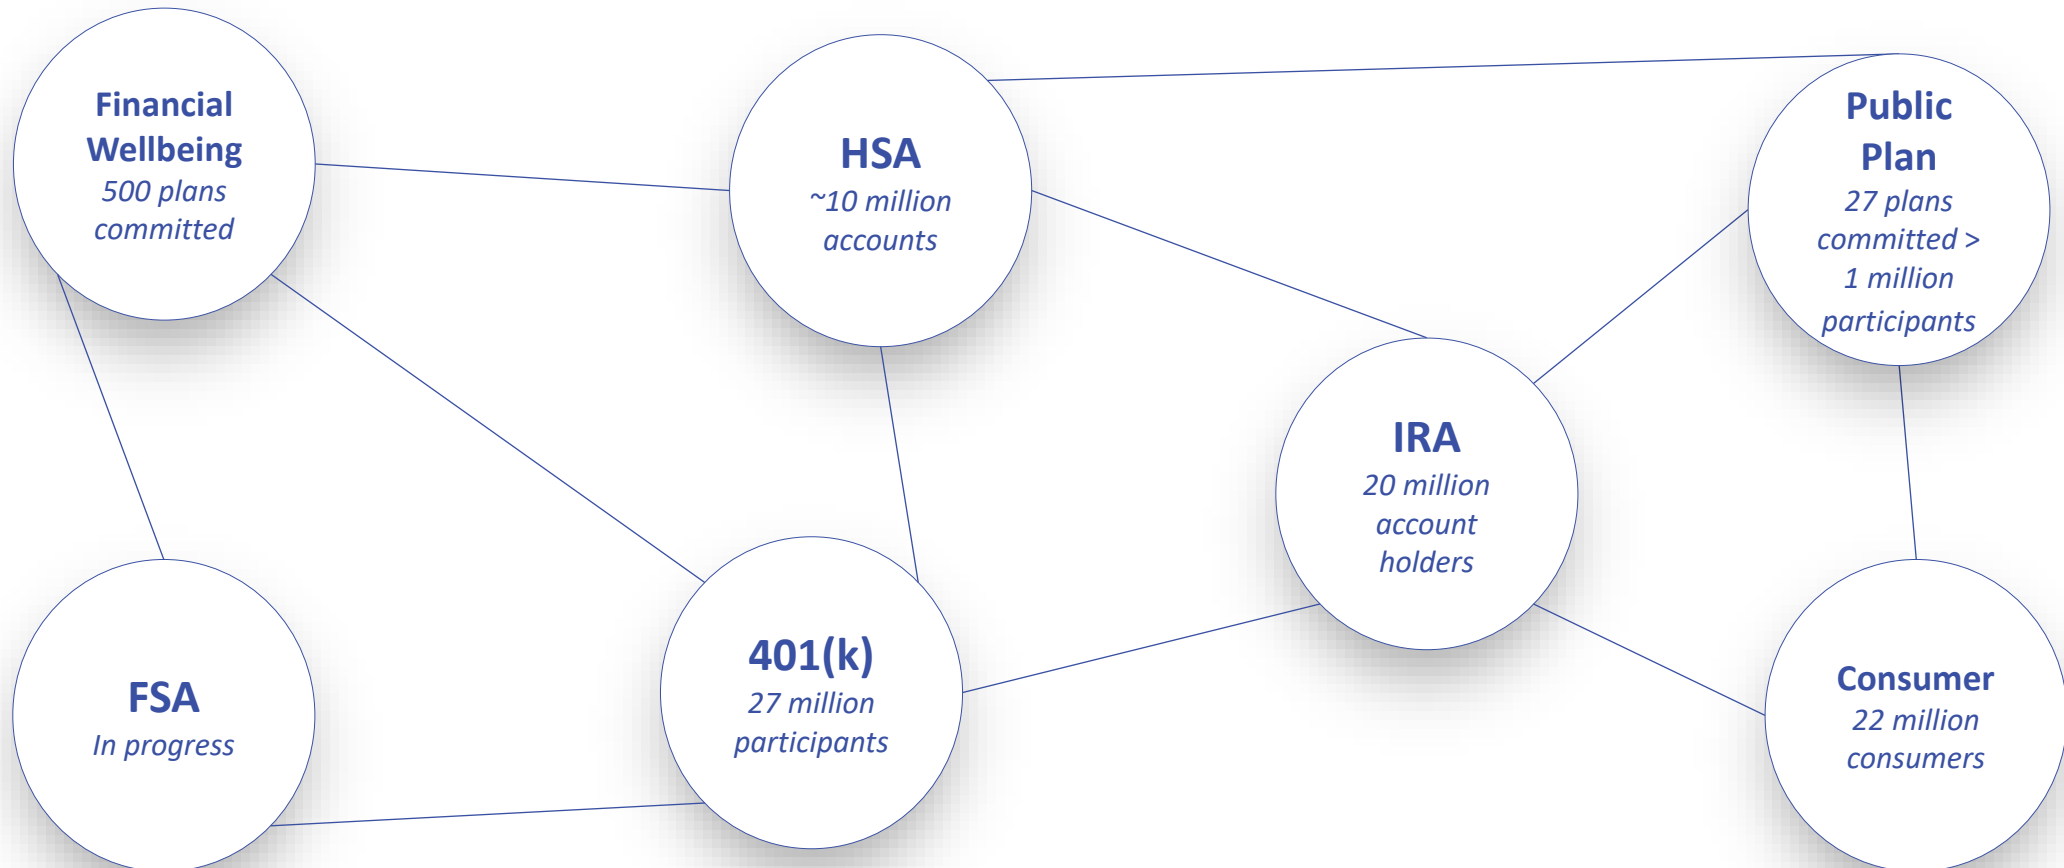 Financial
Wellbeing
500 plans
committed
HSA
~10 million
accounts
Public
Plan
27 plans
committed >
1 million
participants
IRA
20 million
account
holders
FSA
In progress
401(k)
27 million
participants
Consumer
22 million
consumers